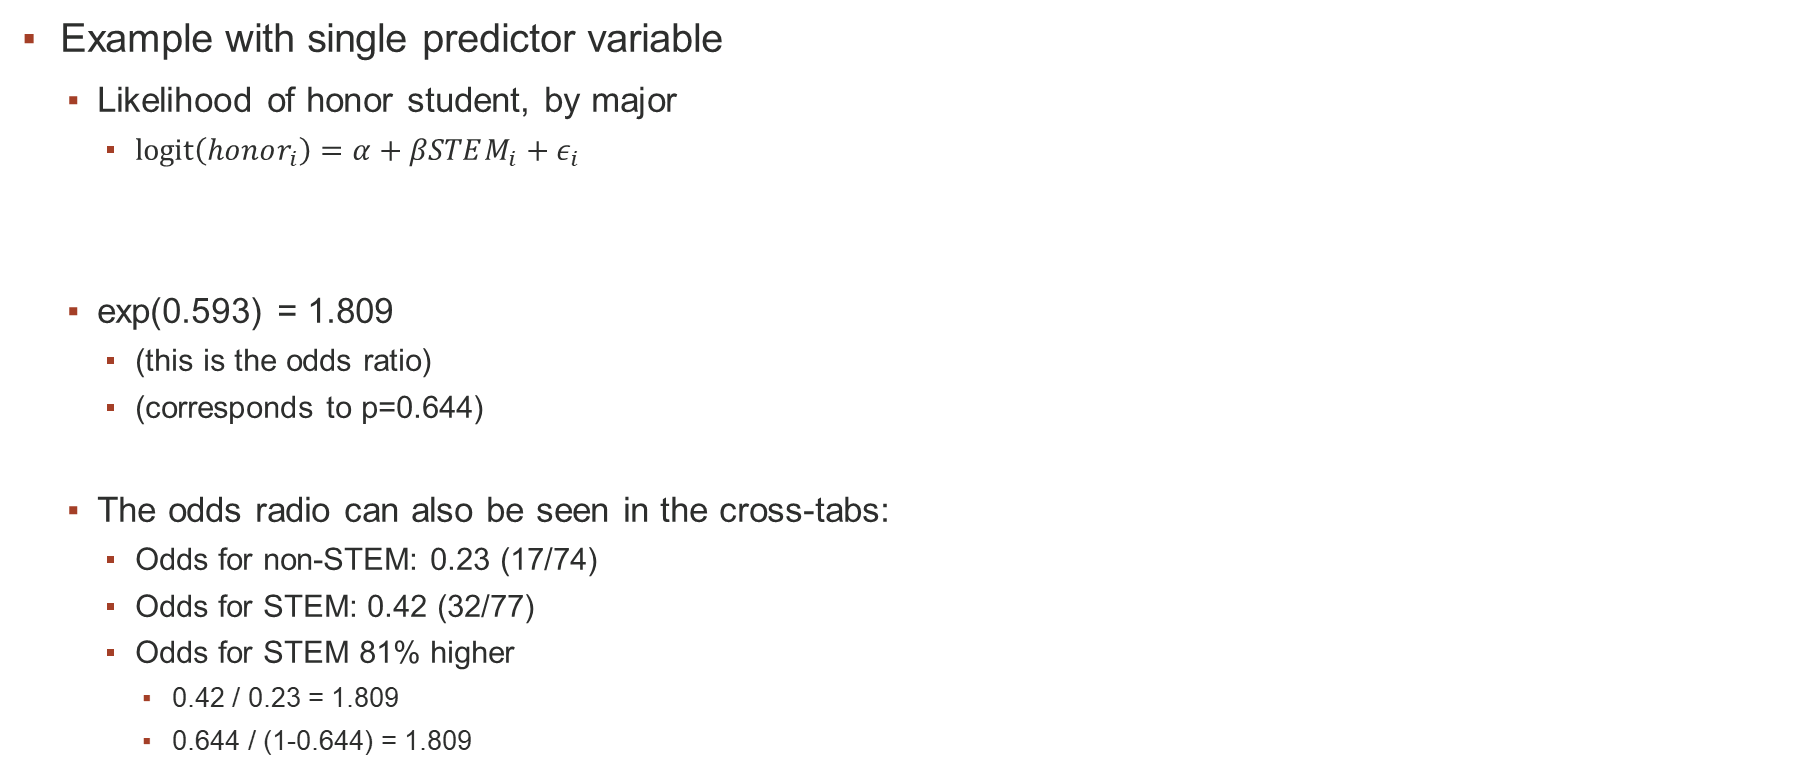 ▪ Example with single predictor variable
▪ Likelihood of honor student, by major
▪ logit(honorᵢ) = α + βSTEMᵢ + ϵᵢ
▪ exp(0.593) = 1.809
▪ (this is the odds ratio)
▪ (corresponds to p=0.644)
▪ The odds radio can also be seen in the cross-tabs:
▪ Odds for non-STEM: 0.23 (17/74)
▪ Odds for STEM: 0.42 (32/77)
▪ Odds for STEM 81% higher
▪ 0.42 / 0.23 = 1.809
▪ 0.644 / (1-0.644) = 1.809